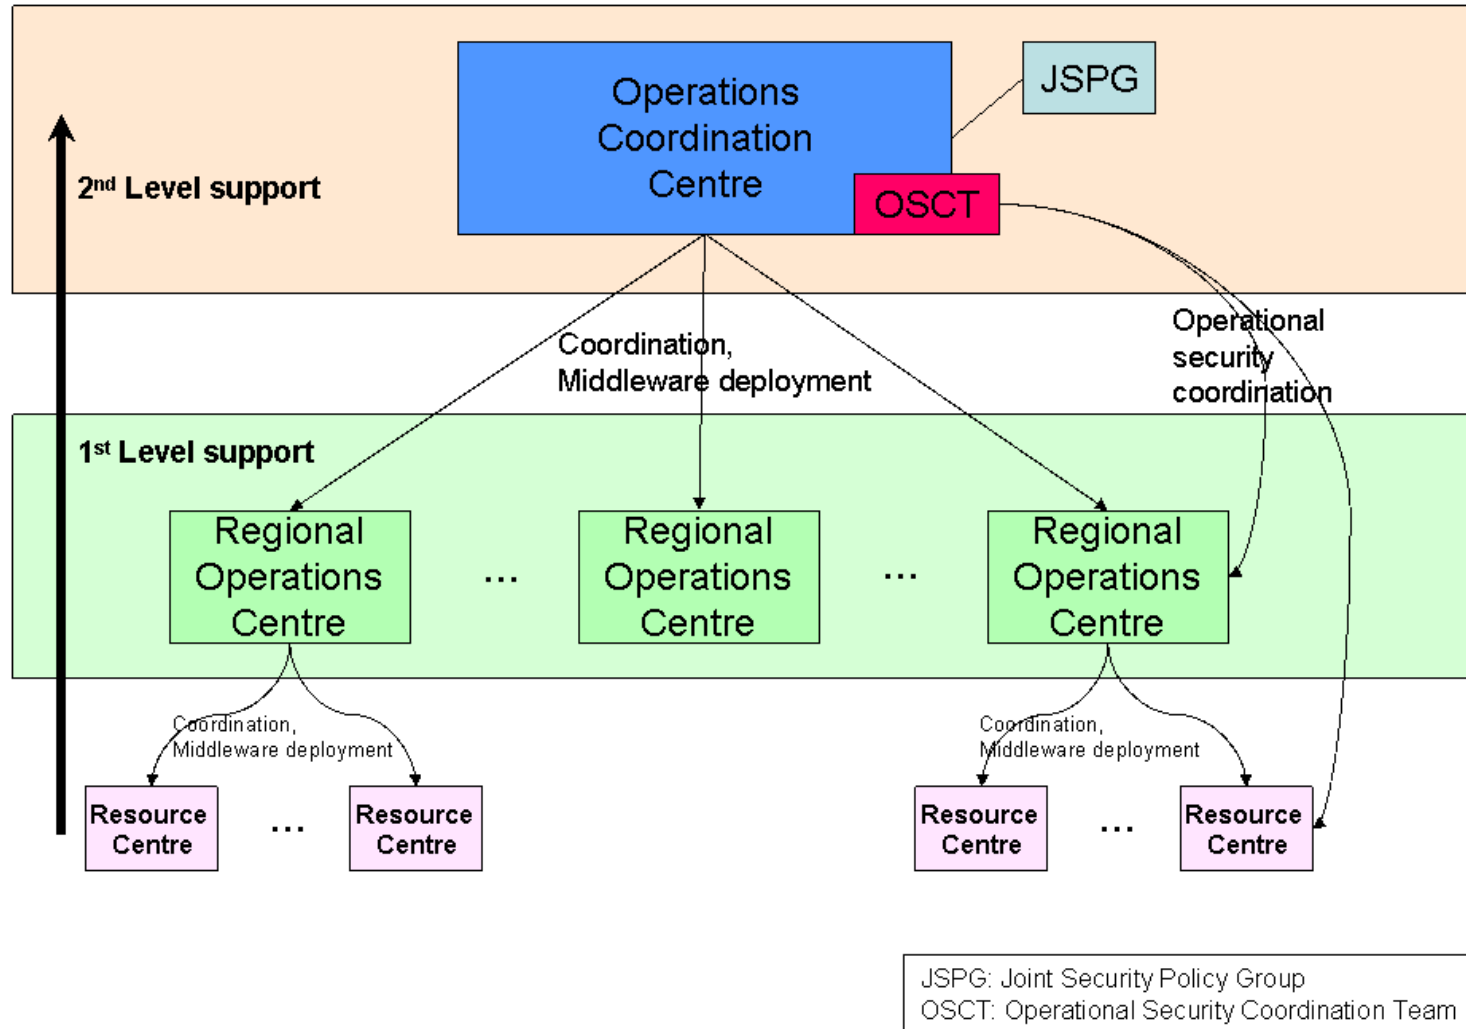 Operations
Coordination
Centre
JSPG
OSCT
2nd Level support
Coordination,
Middleware deployment
Operational
security
coordination
1st Level support
Regional
Operations
Centre
...
Regional
Operations
Centre
...
Regional
Operations
Centre
Coordination,
Middleware deployment
Coordination,
Middleware deployment
Resource
Centre
...
Resource
Centre
Resource
Centre
...
Resource
Centre
JSPG: Joint Security Policy Group
OSCT: Operational Security Coordination Team